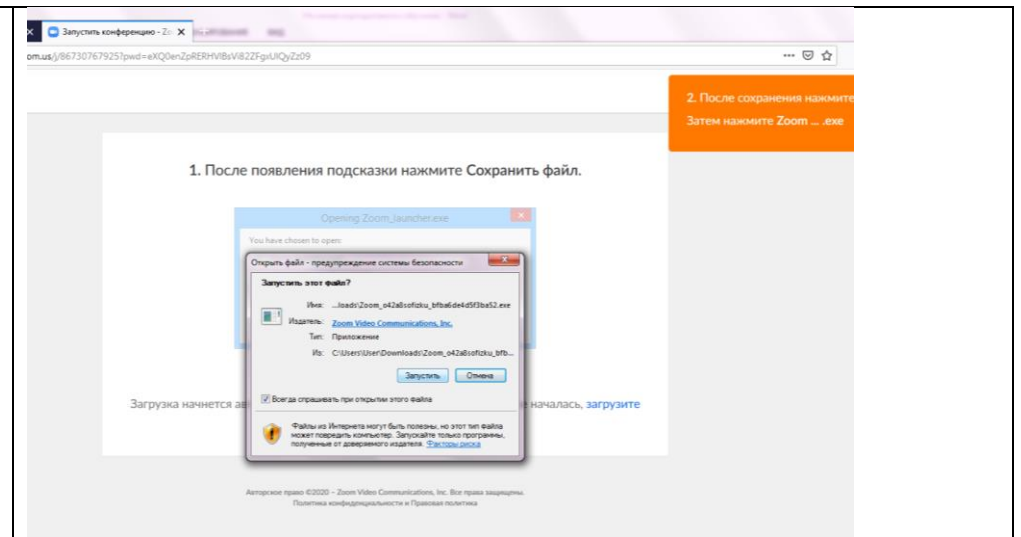 Запустить конференцию - Zo
om.us/j/86730767925?pwd=eXQ0enZpRERHVlBsVi82ZFgxUlQyZz09
2. После сохранения нажмите
Затем нажмите Zoom ... .exe
1. После появления подсказки нажмите Сохранить файл.
Opening Zoom_launcher.exe
You have chosen to open:
Открыть файл - предупреждение системы безопасности
Запустить этот файл?
Имя: ...loads\Zoom_o42a8sofizku_bfba6de4d5f3ba52.exe
Издатель: Zoom Video Communications, Inc.
Тип: Приложение
Из: C:\Users\User\Downloads\Zoom_o42a8sofizku_bfb...
Запустить Отмена
Всегда спрашивать при открытии этого файла
Загрузка начнется ав началась, загрузите
Файлы из Интернета могут быть полезны, но этот тип файла
может повредить компьютер. Запускайте только программы,
полученные от доверяемого издателя. Факторы риска
Авторское право ©2020 - Zoom Video Communications, Inc. Все права защищены.
Политика конфиденциальности и Правовая политика